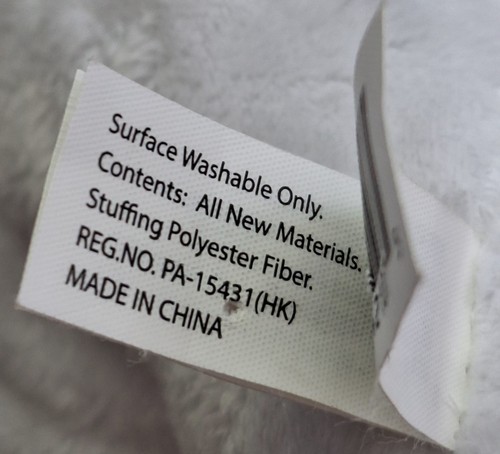 Surface Washable Only.
Contents: All New Materials.
Stuffing Polyester Fiber.
REG.NO. PA-15431(HK)
MADE IN CHINA